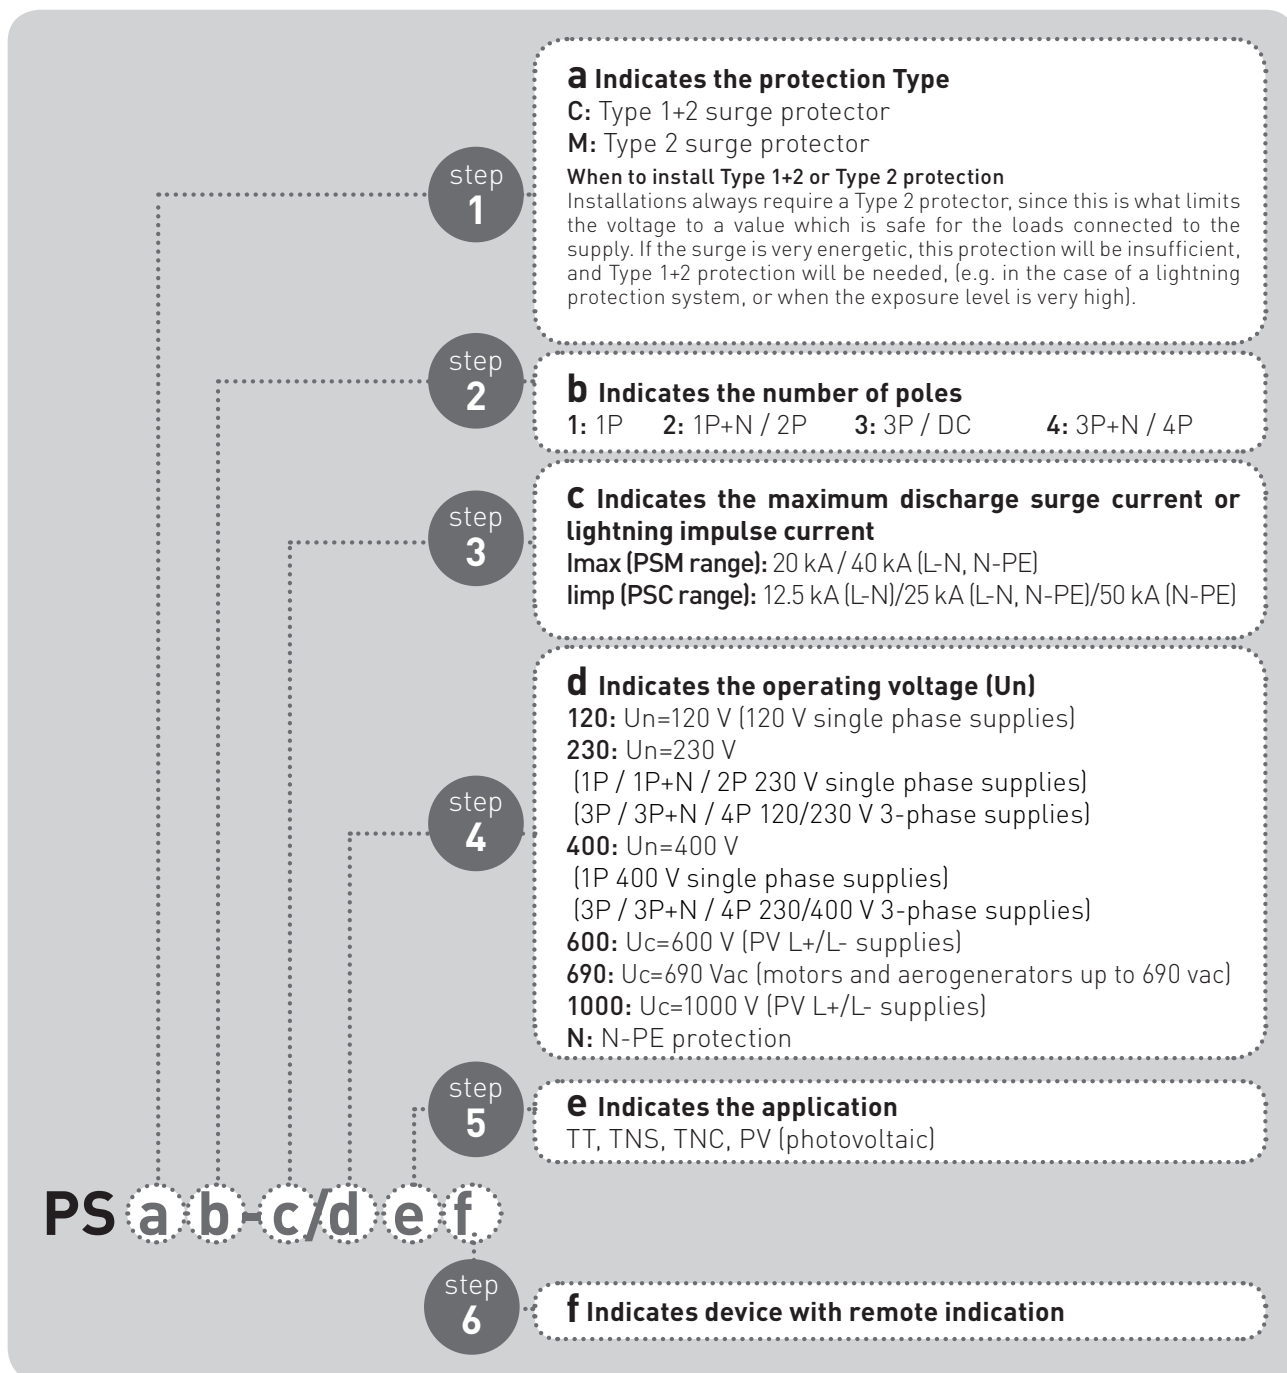 a Indicates the protection Type
C: Type 1+2 surge protector
M: Type 2 surge protector
When to install Type 1+2 or Type 2 protection
Installations always require a Type 2 protector, since this is what limits
the voltage to a value which is safe for the loads connected to the
supply. If the surge is very energetic, this protection will be insufficient,
and Type 1+2 protection will be needed, (e.g. in the case of a lightning
protection system, or when the exposure level is very high).
step
1
step
2
b Indicates the number of poles
1: 1P 2: 1P+N / 2P 3: 3P / DC 4: 3P+N / 4P
step
3
c Indicates the maximum discharge surge current or
lightning impulse current
Imax (PSM range): 20 kA / 40 kA (L-N, N-PE)
Iimp (PSC range): 12.5 kA (L-N)/25 kA (L-N, N-PE)/50 kA (N-PE)
step
4
d Indicates the operating voltage (Un)
120: Un=120 V (120 V single phase supplies)
230: Un=230 V
(1P / 1P+N / 2P 230 V single phase supplies)
(3P / 3P+N / 4P 120/230 V 3-phase supplies)
400: Un=400 V
(1P 400 V single phase supplies)
(3P / 3P+N / 4P 230/400 V 3-phase supplies)
600: Uc=600 V (PV L+/L- supplies)
690: Uc=690 Vac (motors and aerogenerators up to 690 vac)
1000: Uc=1000 V (PV L+/L- supplies)
N: N-PE protection
step
5
e Indicates the application
TT, TNS, TNC, PV (photovoltaic)
PS a b-c/d e f
step
6
f Indicates device with remote indication